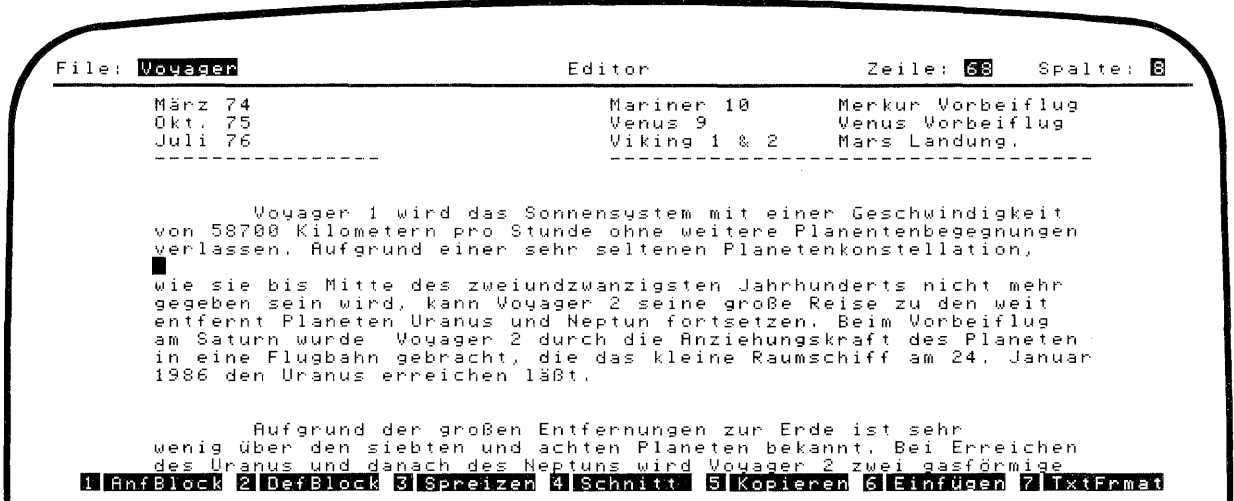 File: Voyager Editor Zeile: 68 Spalte: 8
März 74 Mariner 10 Merkur Vorbeiflug
Okt. 75 Venus 9 Venus Vorbeiflug
Juli 76 Viking 1 & 2 Mars Landung.
Voyager 1 wird das Sonnensystem mit einer Geschwindigkeit
von 58700 Kilometern pro Stunde ohne weitere Planentenbegegnungen
verlassen. Aufgrund einer sehr seltenen Planetenkonstellation,
wie sie bis Mitte des zweiundzwanzigsten Jahrhunderts nicht mehr
gegeben sein wird, kann Voyager 2 seine große Reise zu den weit
entfernt Planeten Uranus und Neptun fortsetzen. Beim Vorbeiflug
am Saturn wurde Voyager 2 durch die Anziehungskraft des Planeten
in eine Flugbahn gebracht, die das kleine Raumschiff am 24. Januar
1986 den Uranus erreichen läßt.
Aufgrund der großen Entfernungen zur Erde ist sehr
wenig über den siebten und achten Planeten bekannt. Bei Erreichen
des Uranus und danach des Neptuns wird Voyager 2 zwei gasförmige
1 AnfBlock 2 DefBlock 3 Spreizen 4 Schnitt 5 Kopieren 6 Einfügen 7 TxtFrmat